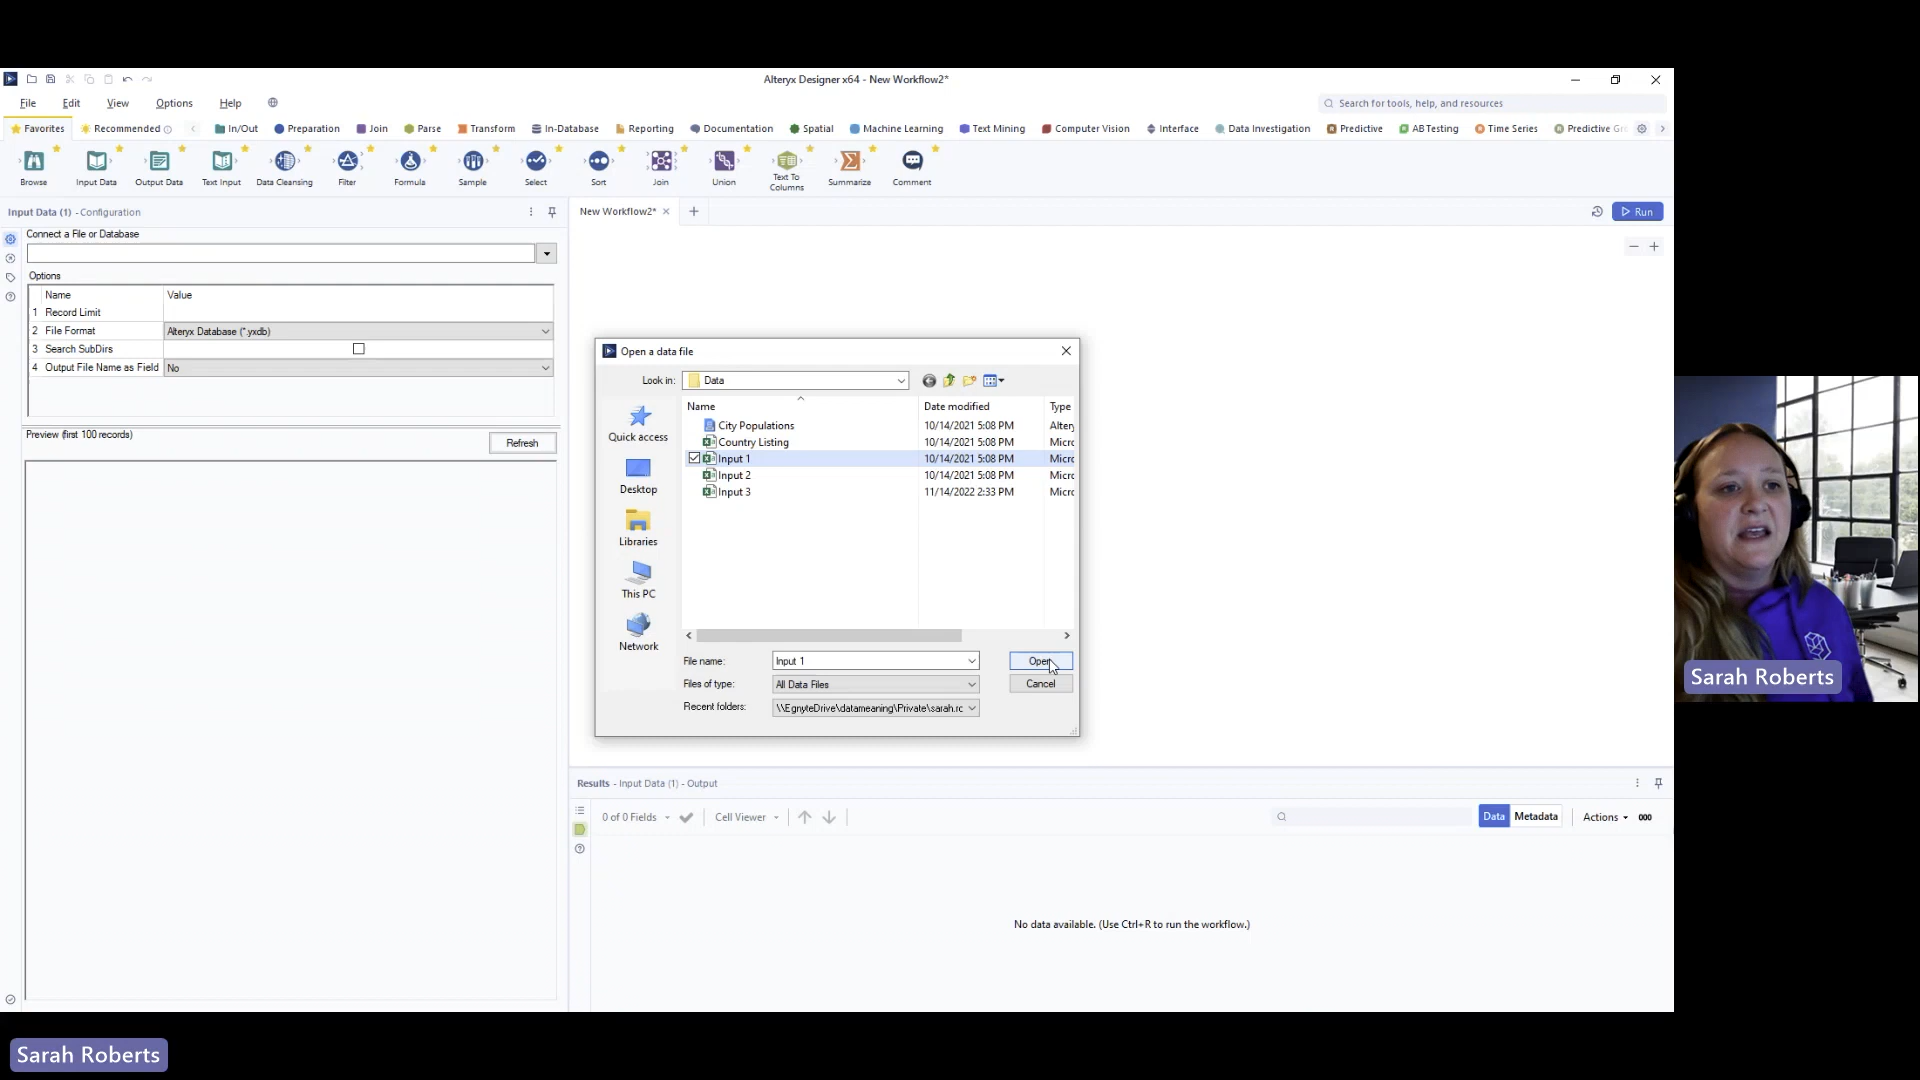 Alteryx Designer x64 - New Workflow2*
File Edit View Options Help
Search for tools, help, and resources
Favorites Recommended In/Out Preparation Join Parse Transform In-Database Reporting Documentation Spatial Machine Learning Text Mining Computer Vision Interface Data Investigation Predictive AB Testing Time Series Predictive Gr
Browse Input Data Output Data Text Input Data Cleansing Filter Formula Sample Select Sort Join Union Text To Columns Summarize Comment
Input Data (1) - Configuration
New Workflow2*
Run
Connect a File or Database
Options
Name Value
1 Record Limit
2 File Format Alteryx Database (*.yxdb)
3 Search SubDirs
4 Output File Name as Field No
Preview (first 100 records)
Refresh
Open a data file
Look in: Data
Quick access
Desktop
Libraries
This PC
Network
Name Date modified Type
City Populations 10/14/2021 5:08 PM Altery
Country Listing 10/14/2021 5:08 PM Micro
Input 1 10/14/2021 5:08 PM Micro
Input 2 10/14/2021 5:08 PM Micro
Input 3 11/14/2022 2:33 PM Micro
File name: Input 1 Open
Files of type: All Data Files Cancel
Recent folders: \\EgnyteDrive\datameaning\Private\sarah.rc
Results - Input Data (1) - Output
0 of 0 Fields Cell Viewer Data Metadata Actions 000
No data available. (Use Ctrl+R to run the workflow.)
Sarah Roberts
Sarah Roberts